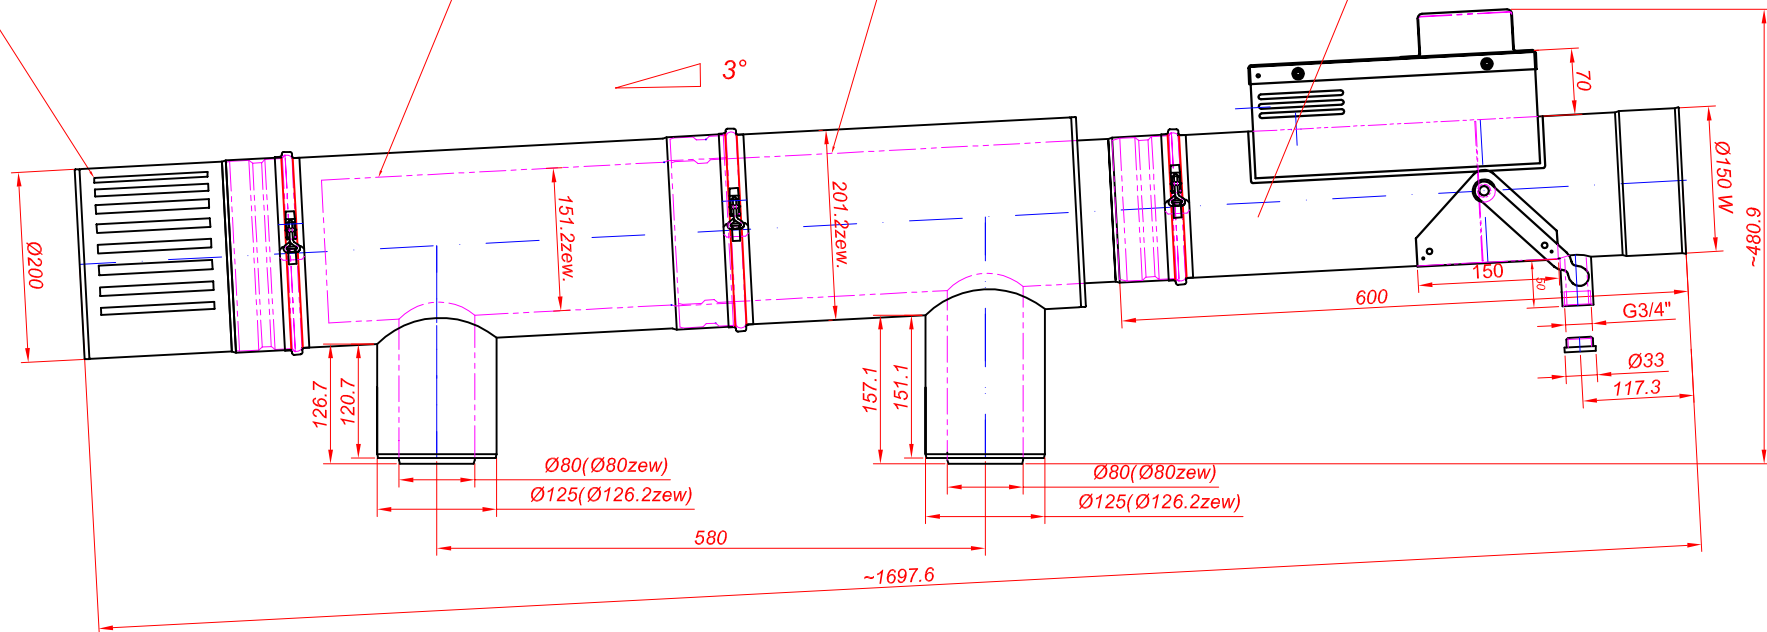 3°
70
Ø150 W
~480.9
Ø200
151.2zew.
201.2zew.
150
50
600
G3/4"
Ø33
117.3
126.7
120.7
157.1
151.1
Ø80(Ø80zew)
Ø125(Ø126.2zew)
Ø80(Ø80zew)
Ø125(Ø126.2zew)
580
~1697.6